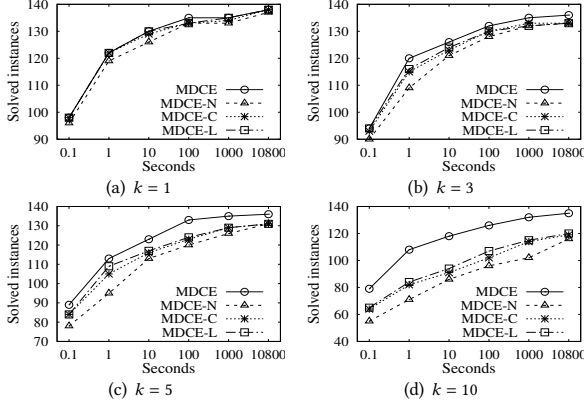 Solved instances
140
130
120
110
100
90
MDCE
MDCE-N
MDCE-C
MDCE-L
0.1 1 10 100 1000 10800
Seconds
(a) k = 1
Solved instances
140
130
120
110
100
90
MDCE
MDCE-N
MDCE-C
MDCE-L
0.1 1 10 100 1000 10800
Seconds
(b) k = 3
Solved instances
140
130
120
110
100
90
80
70
MDCE
MDCE-N
MDCE-C
MDCE-L
0.1 1 10 100 1000 10800
Seconds
(c) k = 5
Solved instances
140
120
100
80
60
40
MDCE
MDCE-N
MDCE-C
MDCE-L
0.1 1 10 100 1000 10800
Seconds
(d) k = 10